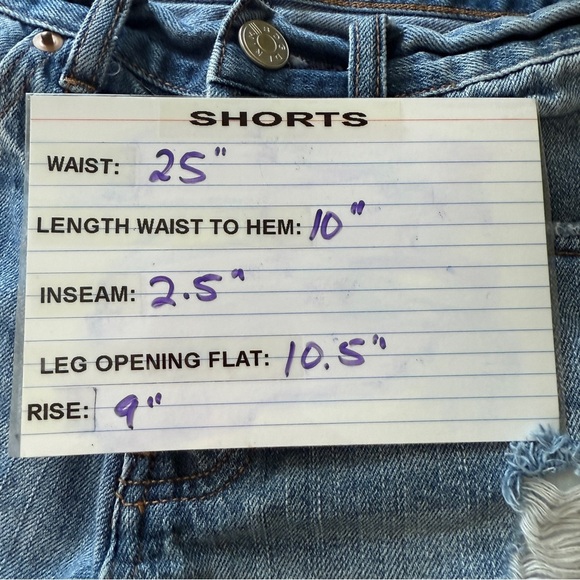 SHORTS
WAIST: 25"
LENGTH WAIST TO HEM: 10"
INSEAM: 2.5"
LEG OPENING FLAT: 10.5"
RISE: 9"